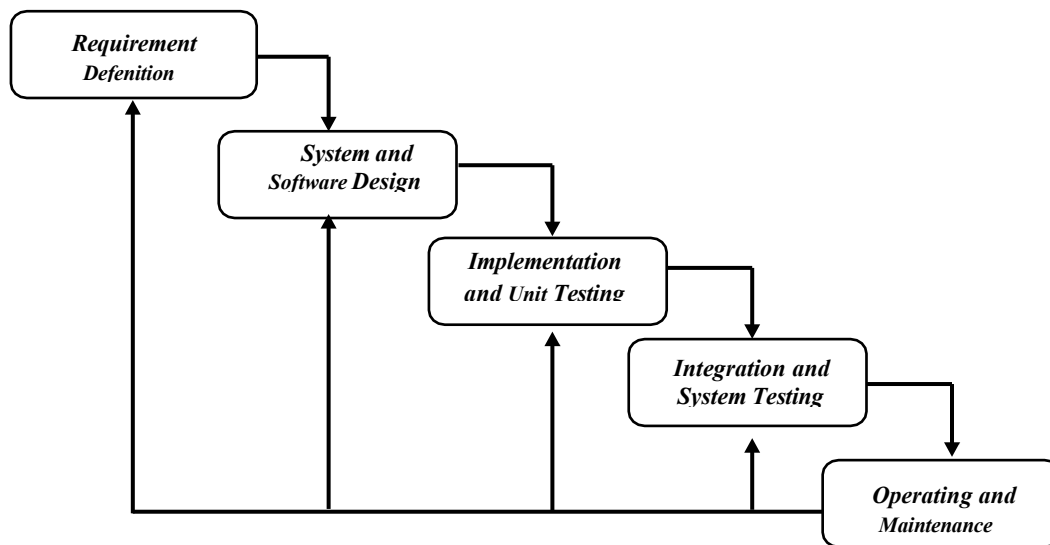 Requirement
Defenition
System and
Software Design
Implementation
and Unit Testing
Integration and
System Testing
Operating and
Maintenance